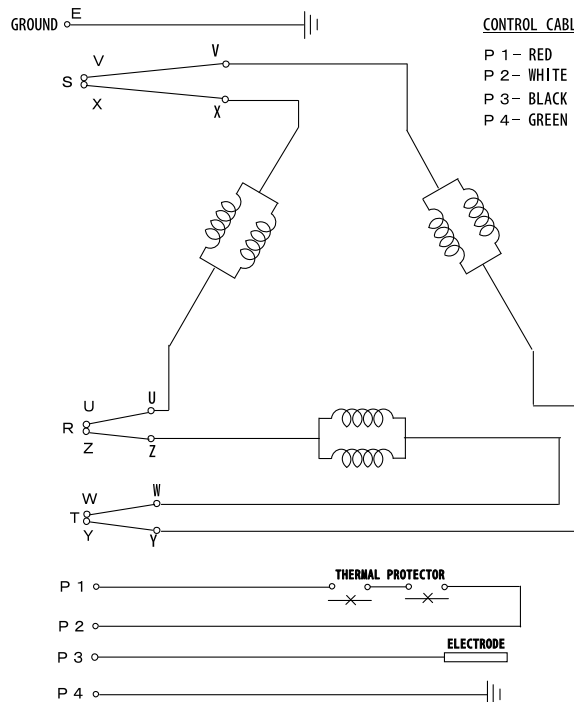 GROUND E
CONTROL CABL
P 1 - RED
P 2 - WHITE
P 3 - BLACK
P 4 - GREEN
V V
S
X X
U U
R
Z Z
W W
T
Y Y
P 1 THERMAL PROTECTOR
P 2
P 3 ELECTRODE
P 4